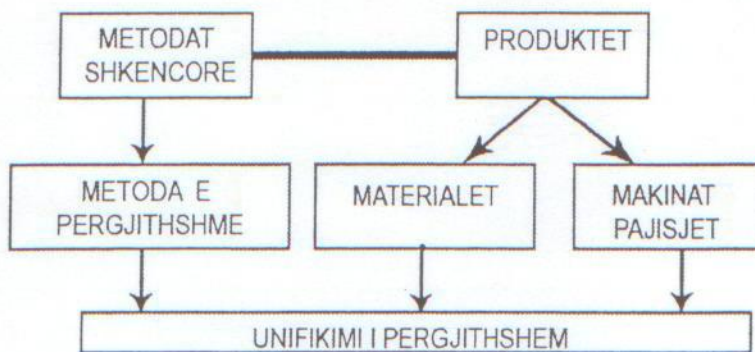 METODAT
SHKENCORE
PRODUKTET
METODA E
PERGJITHSHME
MATERIALET
MAKINAT
PAJISJET
UNIFIKIMI I PERGJITHSHEM